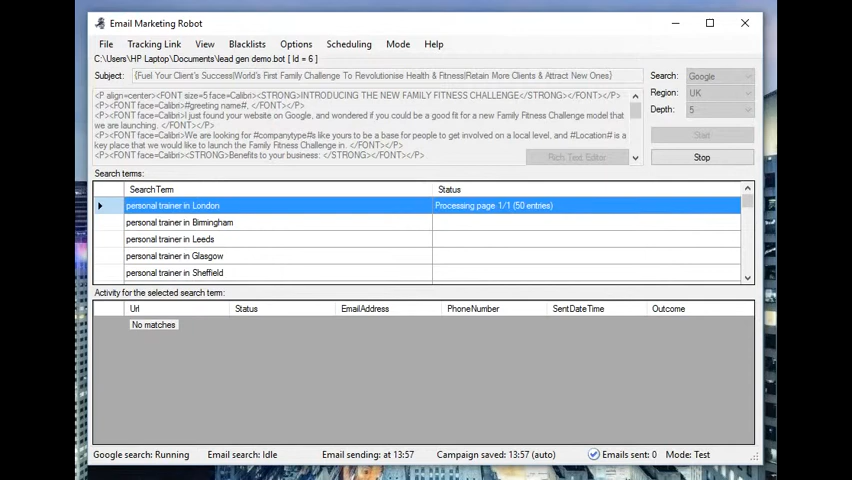 Email Marketing Robot
File Tracking Link View Blacklists Options Scheduling Mode Help
C:\Users\HP Laptop\Documents\lead gen demo.bot [ Id = 6 ]
Subject: {Fuel Your Client's Success|World's First Family Challenge To Revolutionise Health & Fitness|Retain More Clients & Attract New Ones}
Search: Google
Region: UK
Depth: 5
Start
Stop
<P align=center><FONT size=5 face=Calibri><STRONG>INTRODUCING THE NEW FAMILY FITNESS CHALLENGE</STRONG></FONT></P>
<P><FONT face=Calibri>#greeting name#, </FONT></P>
<P><FONT face=Calibri>I just found your website on Google, and wondered if you could be a good fit for a new Family Fitness Challenge model that
we are launching. </FONT></P>
<P><FONT face=Calibri>We are looking for #companytype#s like yours to be a base for people to get involved on a local level, and #Location# is a
key place that we would like to launch the Family Fitness Challenge in. </FONT></P>
<P><FONT face=Calibri><STRONG>Benefits to your business: </STRONG></FONT></P>
Rich Text Editor
Search terms:
SearchTerm Status
personal trainer in London Processing page 1/1 (50 entries)
personal trainer in Birmingham
personal trainer in Leeds
personal trainer in Glasgow
personal trainer in Sheffield
Activity for the selected search term:
Url Status EmailAddress PhoneNumber SentDateTime Outcome
No matches
Google search: Running Email search: Idle Email sending: at 13:57 Campaign saved: 13:57 (auto) Emails sent: 0 Mode: Test